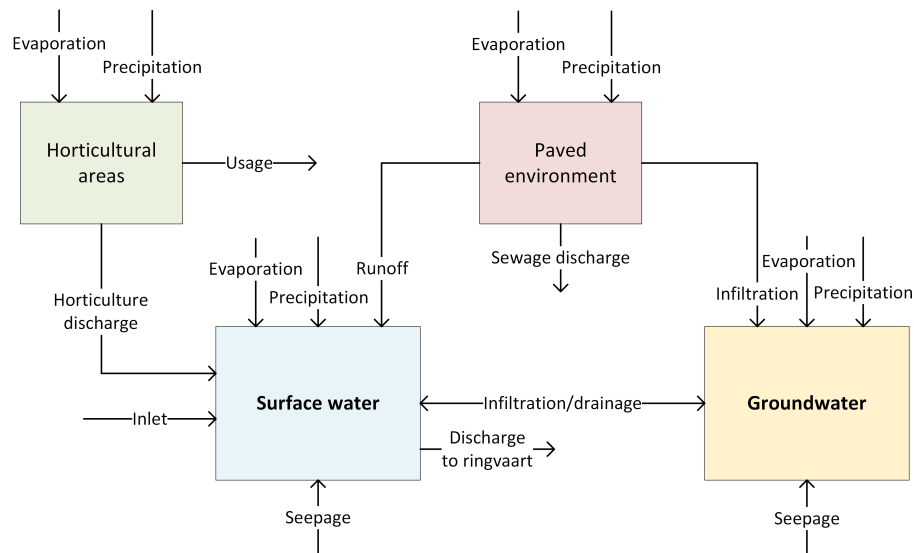 Evaporation
Precipitation
Evaporation
Precipitation
Horticultural
areas
Usage
Paved
environment
Sewage discharge
Horticulture
discharge
Evaporation
Precipitation
Runoff
Infiltration
Evaporation
Precipitation
Surface water
Inlet
Infiltration/drainage
Discharge
to ringvaart
Groundwater
Seepage
Seepage